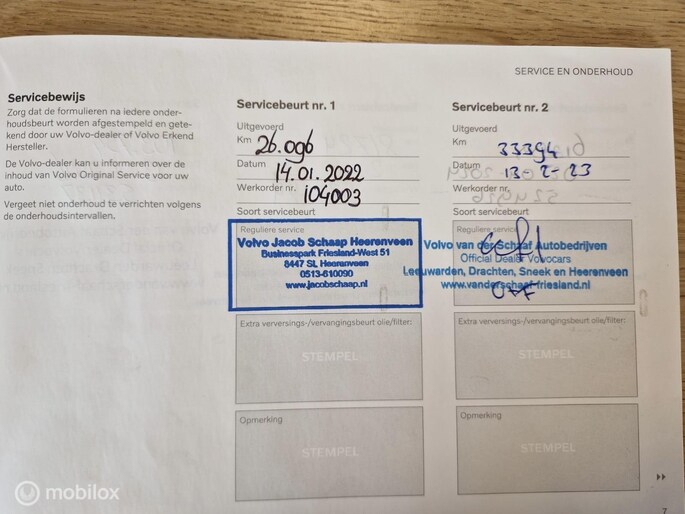 SERVICE EN ONDERHOUD
Servicebewijs
Zorg dat de formulieren na iedere onder-
houdsbeurt worden afgestempeld en gete-
kend door uw Volvo-dealer of Volvo Erkend
Hersteller.
De Volvo-dealer kan u informeren over de
inhoud van Volvo Original Service voor uw
auto.
Vergeet niet onderhoud te verrichten volgens
de onderhoudsintervallen.
Servicebeurt nr. 1
Uitgevoerd
Km 26.096
Datum 14.01.2022
Werkorder nr. i04003
Soort servicebeurt
Reguliere service
Volvo Jacob Schaap Heerenveen
Businesspark Friesland-West 51
8447 SL Heerenveen
0513-610090
www.jacobschaap.nl
Extra verversings-/vervangingsbeurt olie/filter:
STEMPEL
Opmerking
STEMPEL
Servicebeurt nr. 2
Uitgevoerd
Km 33394
Datum 13-2-23
Werkorder nr.
Soort servicebeurt
Reguliere service
Volvo van der Schaaf Autobedrijven
Official Dealer Volvocars
Leeuwarden, Drachten, Sneek en Heerenveen
www.vanderschaaf-friesland.nl
Extra verversings-/vervangingsbeurt olie/filter:
STEMPEL
Opmerking
STEMPEL
7
mobilox